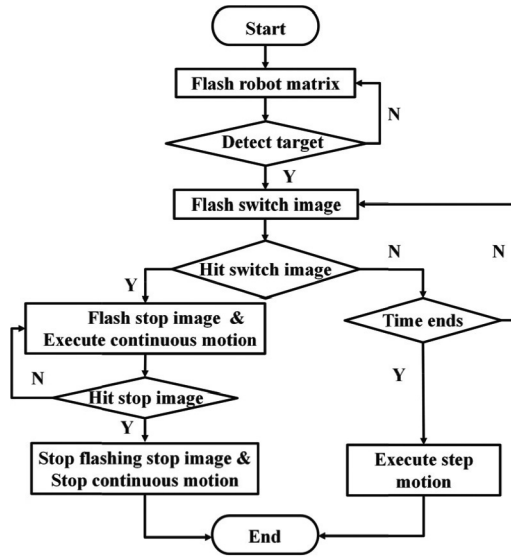 Start
Flash robot matrix
N
Detect target
Y
Flash switch image
Hit switch image
N
N
Y
Flash stop image &
Execute continuous motion
Time ends
N
Hit stop image
Y
Y
Stop flashing stop image &
Stop continuous motion
Execute step
motion
End